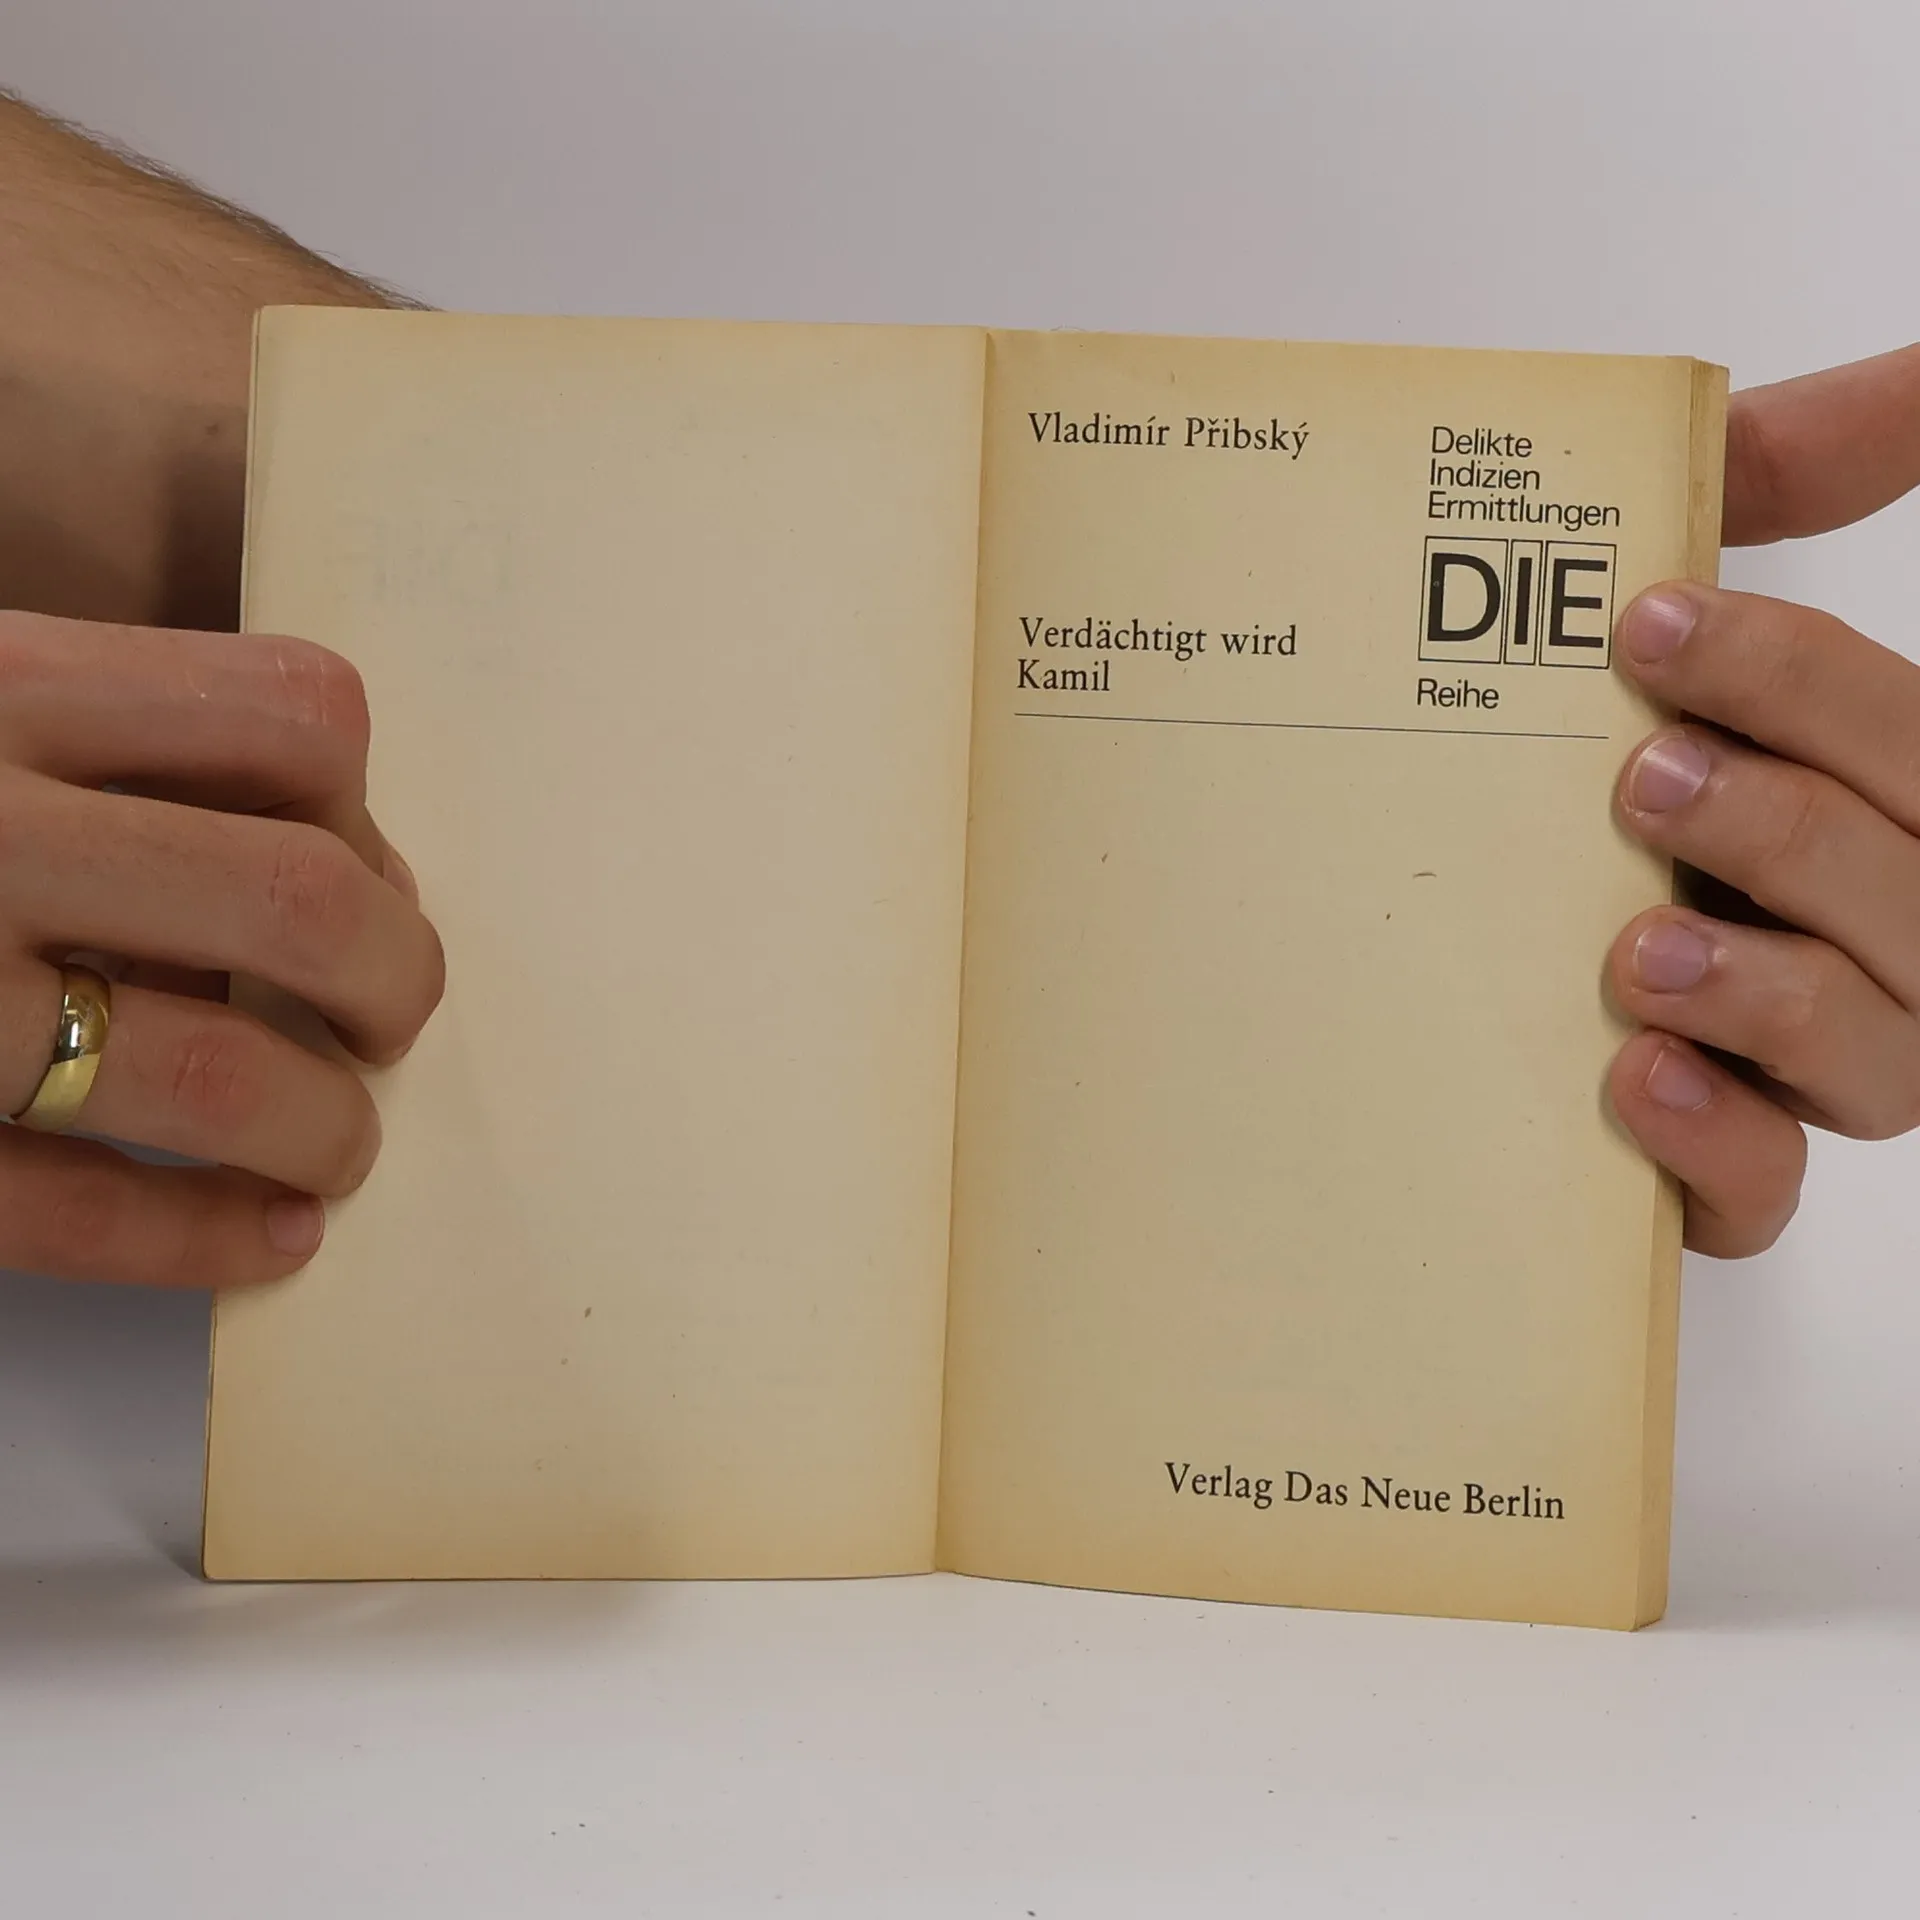 Vladimír Přibský
Verdächtigt wird
Kamil
Delikte
Indizien
Ermittlungen
DIE
Reihe
Verlag Das Neue Berlin